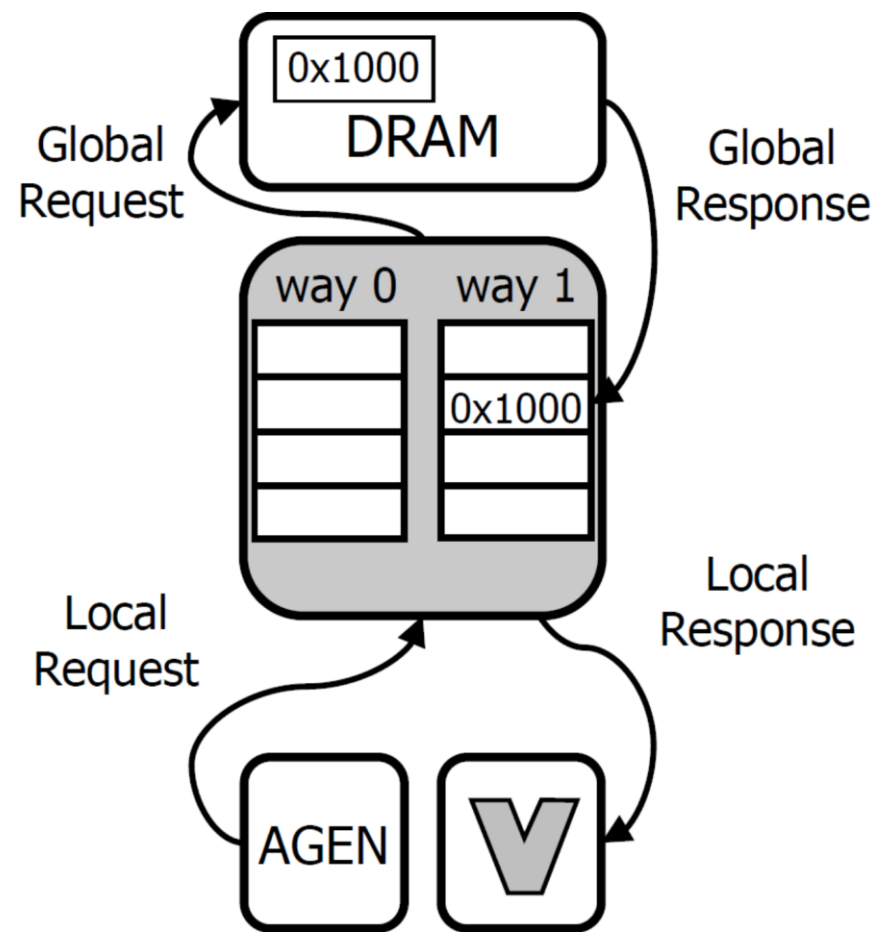 0x1000
DRAM
Global
Request
Global
Response
way 0
way 1
0x1000
Local
Request
Local
Response
AGEN